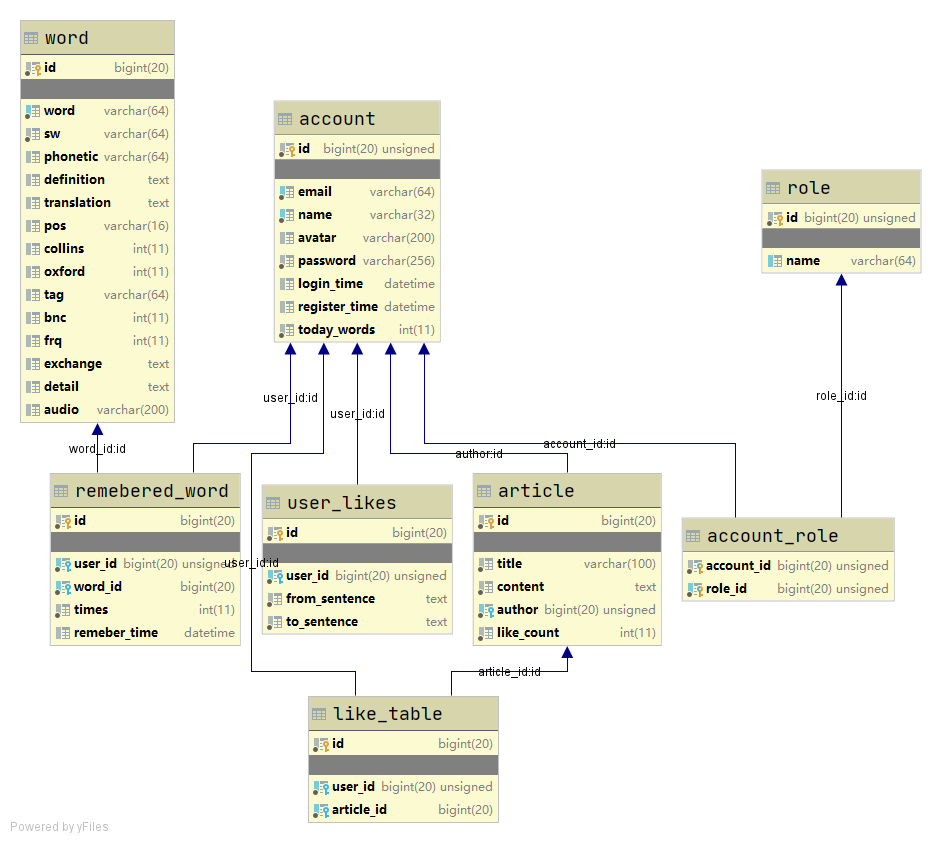 word
id bigint(20)
word varchar(64)
sw varchar(64)
phonetic varchar(64)
definition text
translation text
pos varchar(16)
collins int(11)
oxford int(11)
tag varchar(64)
bnc int(11)
frq int(11)
exchange text
detail text
audio varchar(200)
account
id bigint(20) unsigned
email varchar(64)
name varchar(32)
avatar varchar(200)
password varchar(256)
login_time datetime
register_time datetime
today_words int(11)
role
id bigint(20) unsigned
name varchar(64)
user_id:id
user_id:id
role_id:id
word_id:id
author:id
account_id:id
remebered_word
id bigint(20)
user_id bigint(20) unsigned
word_id bigint(20)
times int(11)
remeber_time datetime
user_id:id
user_likes
id bigint(20)
user_id bigint(20) unsigned
from_sentence text
to_sentence text
article
id bigint(20)
title varchar(100)
content text
author bigint(20) unsigned
like_count int(11)
account_role
account_id bigint(20) unsigned
role_id bigint(20) unsigned
article_id:id
like_table
id bigint(20)
user_id bigint(20) unsigned
article_id bigint(20)
Powered by yFiles